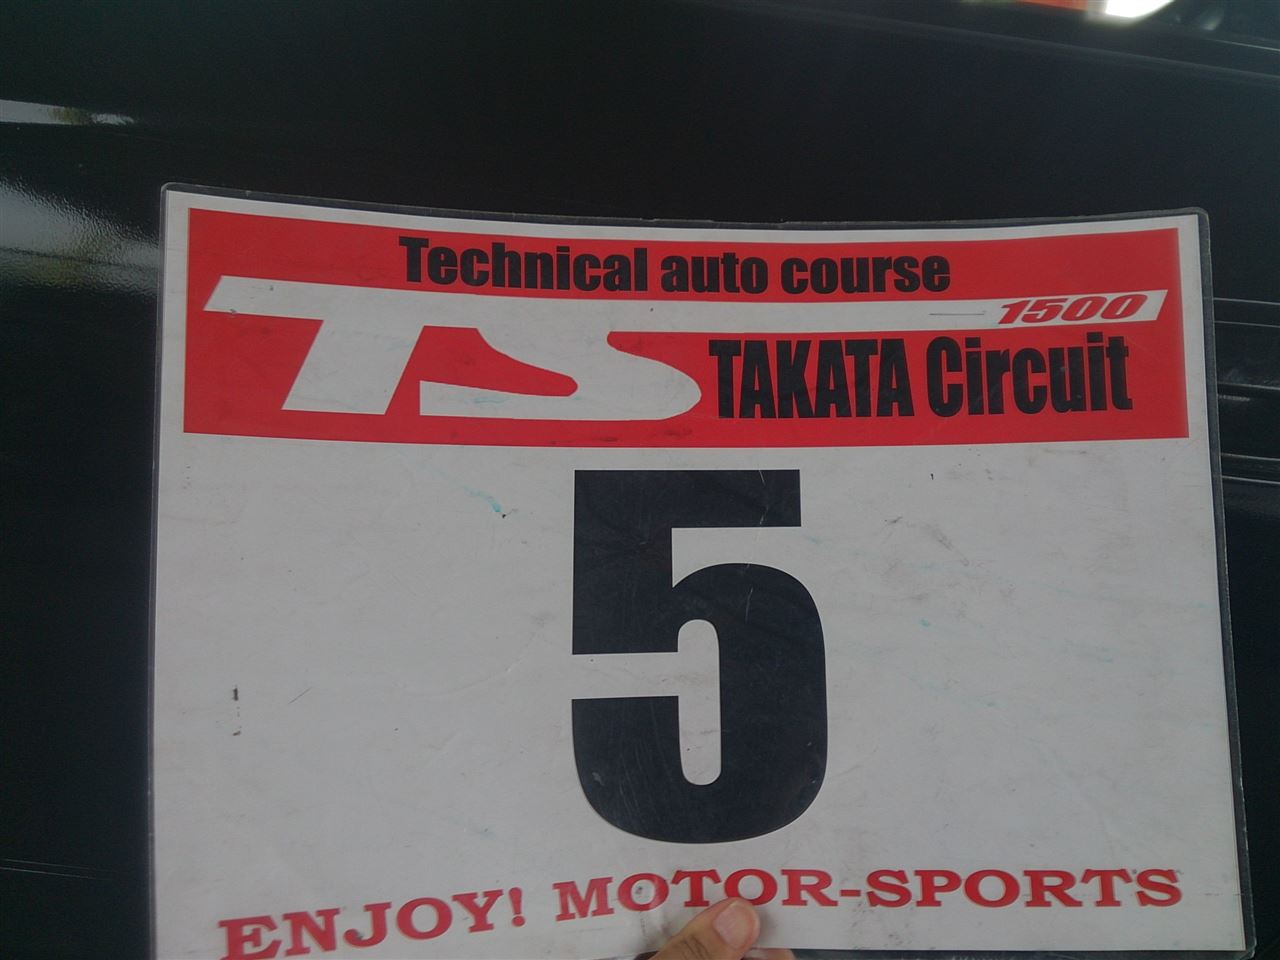 Technical auto course
TS 1500
TAKATA Circuit
5
ENJOY! MOTOR-SPORTS